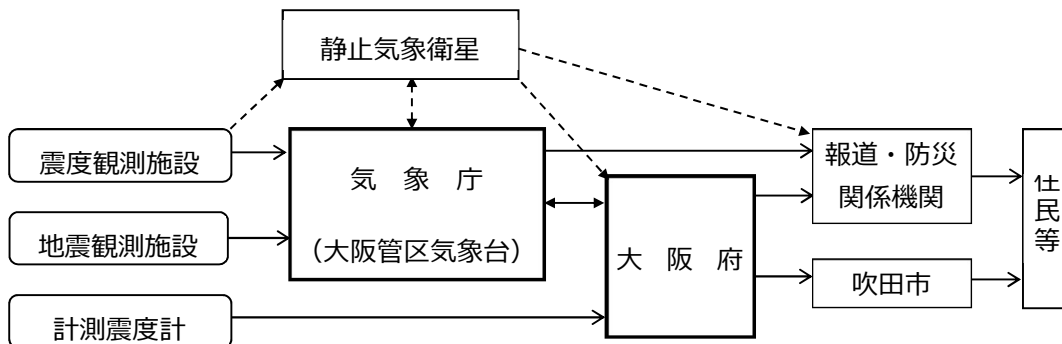 静止気象衛星
震度観測施設
気　象　庁
（大阪管区気象台）
報道・防災
関係機関
住民等
地震観測施設
大　阪　府
吹田市
計測震度計